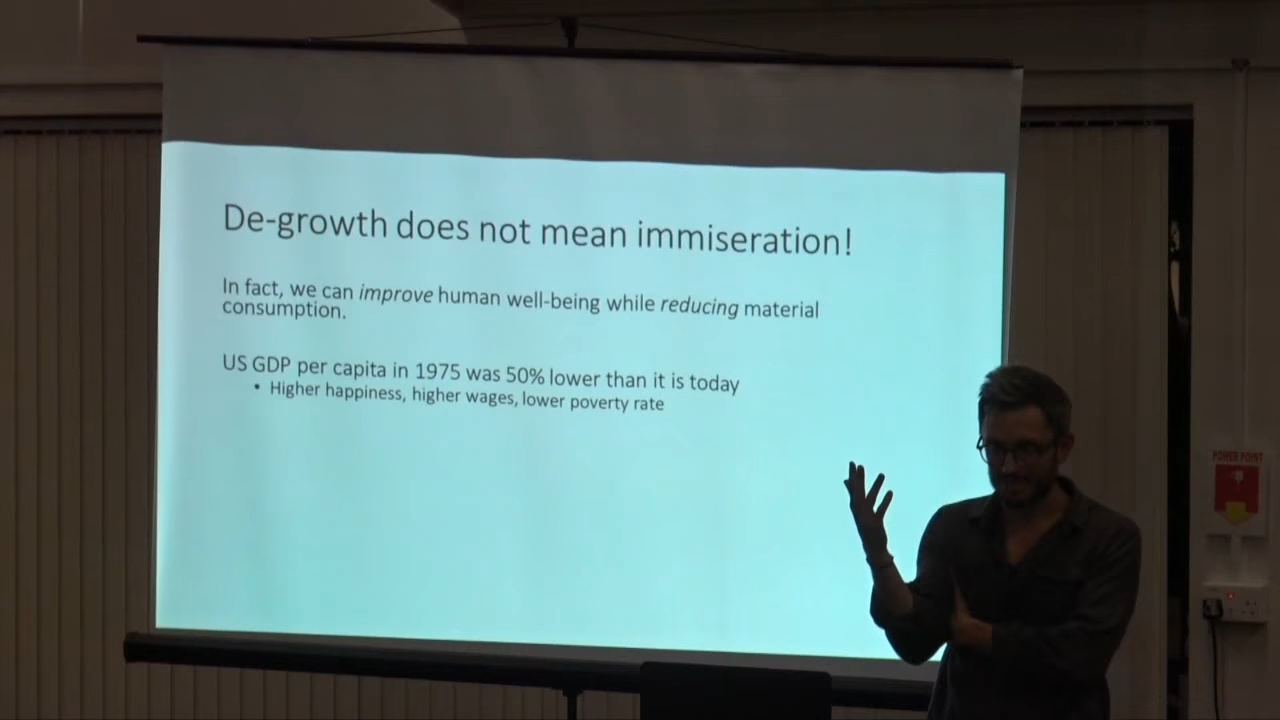 De-growth does not mean immiseration!
In fact, we can improve human well-being while reducing material
consumption.
US GDP per capita in 1975 was 50% lower than it is today
• Higher happiness, higher wages, lower poverty rate
POWER POINT